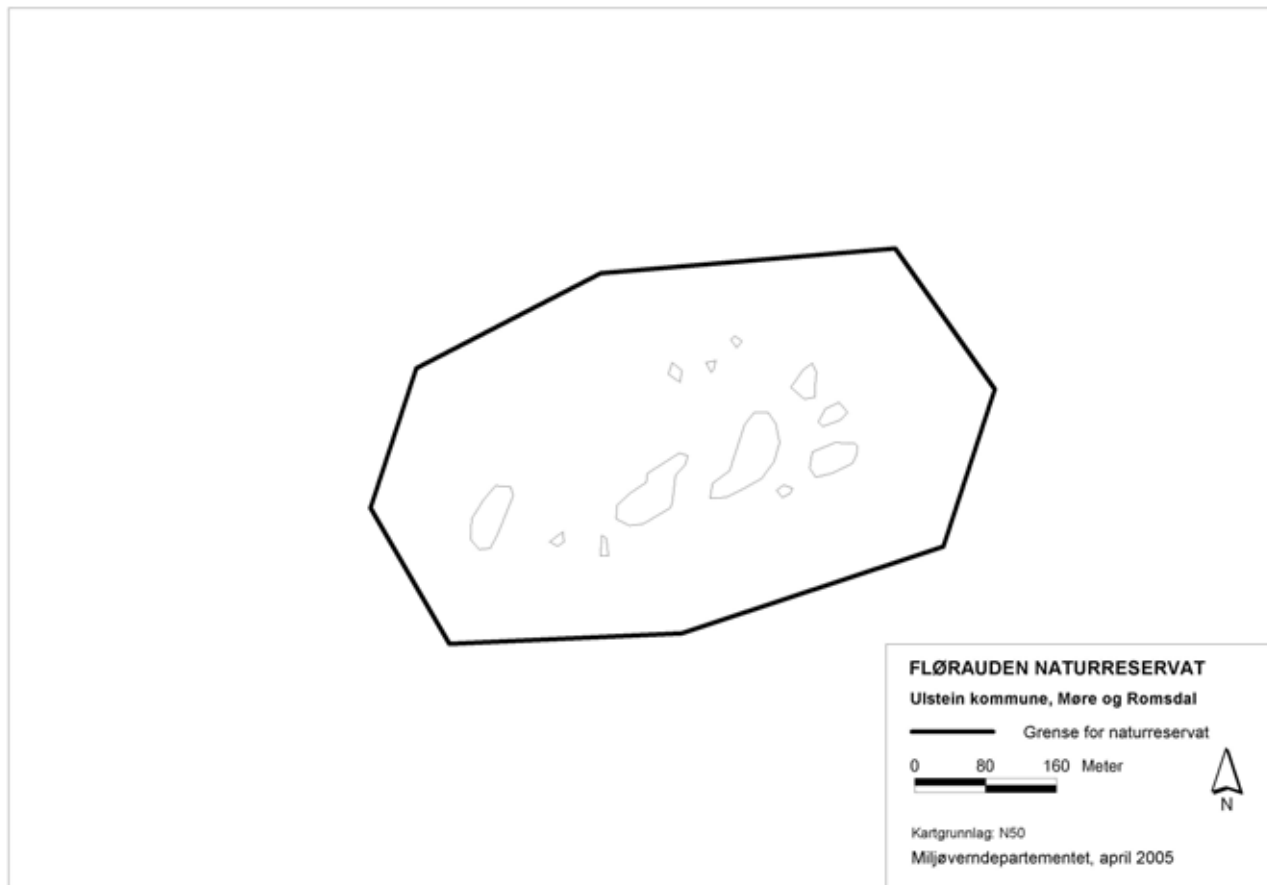 FLØRAUDEN NATURRESERVAT
Ulstein kommune, Møre og Romsdal
Grense for naturreservat
0 80 160 Meter
N
Kartgrunnlag: N50
Miljøverndepartementet, april 2005